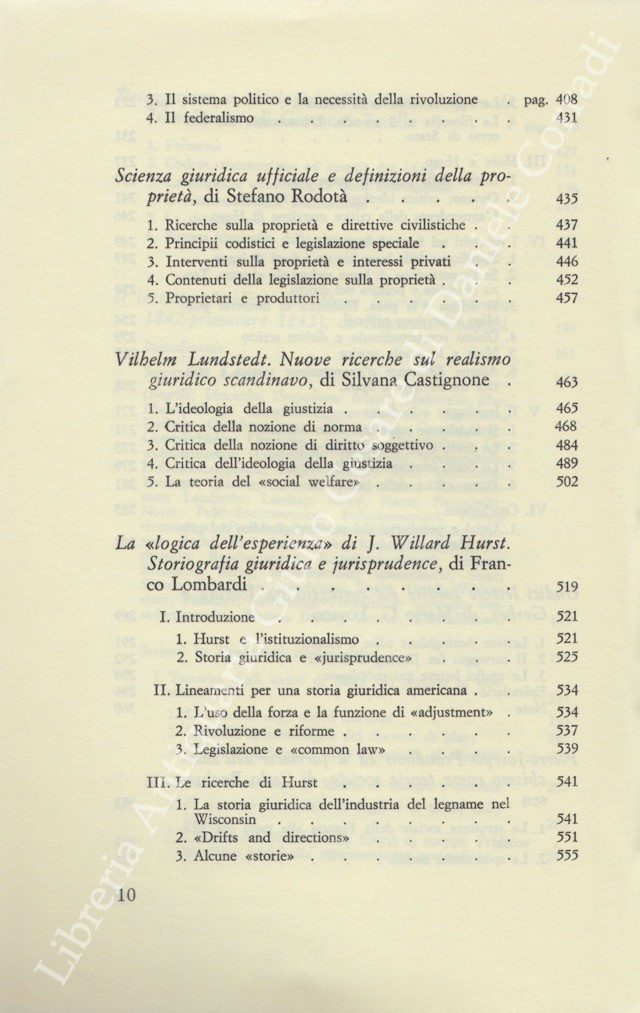 3. Il sistema politico e la necessità della rivoluzione . pag. 408
4. Il federalismo . . . . . . . 431
Scienza giuridica ufficiale e definizioni della pro-
prietà, di Stefano Rodotà . . . . . 435
1. Ricerche sulla proprietà e direttive civilistiche . . 437
2. Principii codistici e legislazione speciale . . . 441
3. Interventi sulla proprietà e interessi privati . . 446
4. Contenuti della legislazione sulla proprietà . . . 452
5. Proprietari e produttori . . . . . . 457
Vilhelm Lundstedt. Nuove ricerche sul realismo
giuridico scandinavo, di Silvana Castignone . 463
1. L'ideologia della giustizia . . . . . . 465
2. Critica della nozione di norma . . . . . 468
3. Critica della nozione di diritto soggettivo . . . 484
4. Critica dell'ideologia della giustizia . . . . 489
5. La teoria del «social welfare» . . . . . 502
La «logica dell'esperienza» di J. Willard Hurst.
Storiografia giuridica e jurisprudence, di Fran-
co Lombardi . . . . . . . . 519
I. Introduzione . . . . . . . 521
1. Hurst e l'istituzionalismo . . . . . 521
2. Storia giuridica e «jurisprudence» . . . 525
II. Lineamenti per una storia giuridica americana . . 534
1. L'uso della forza e la funzione di «adjustment» . 534
2. Rivoluzione e riforme . . . . . . 537
3. Legislazione e «common law» . . . . 539
III. Le ricerche di Hurst . . . . . . 541
1. La storia giuridica dell'industria del legname nel
Wisconsin . . . . . . . 541
2. «Drifts and directions» . . . . . 551
3. Alcune «storie» . . . . . . . 555
10